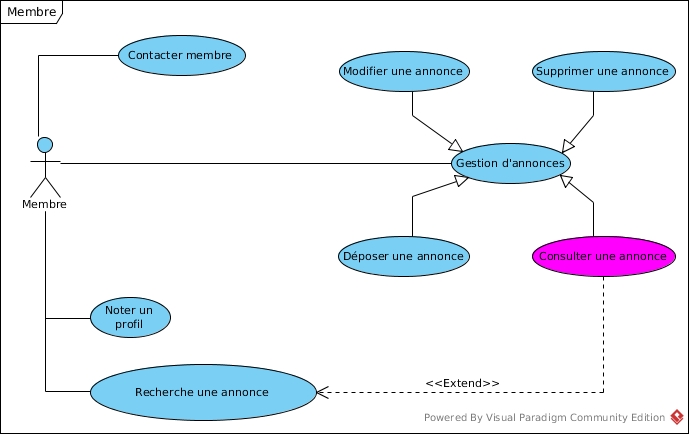 Membre
Contacter membre
Modifier une annonce
Supprimer une annonce
Gestion d'annonces
Membre
Déposer une annonce
Consulter une annonce
Noter un
profil
Recherche une annonce
<<Extend>>
Powered By Visual Paradigm Community Edition